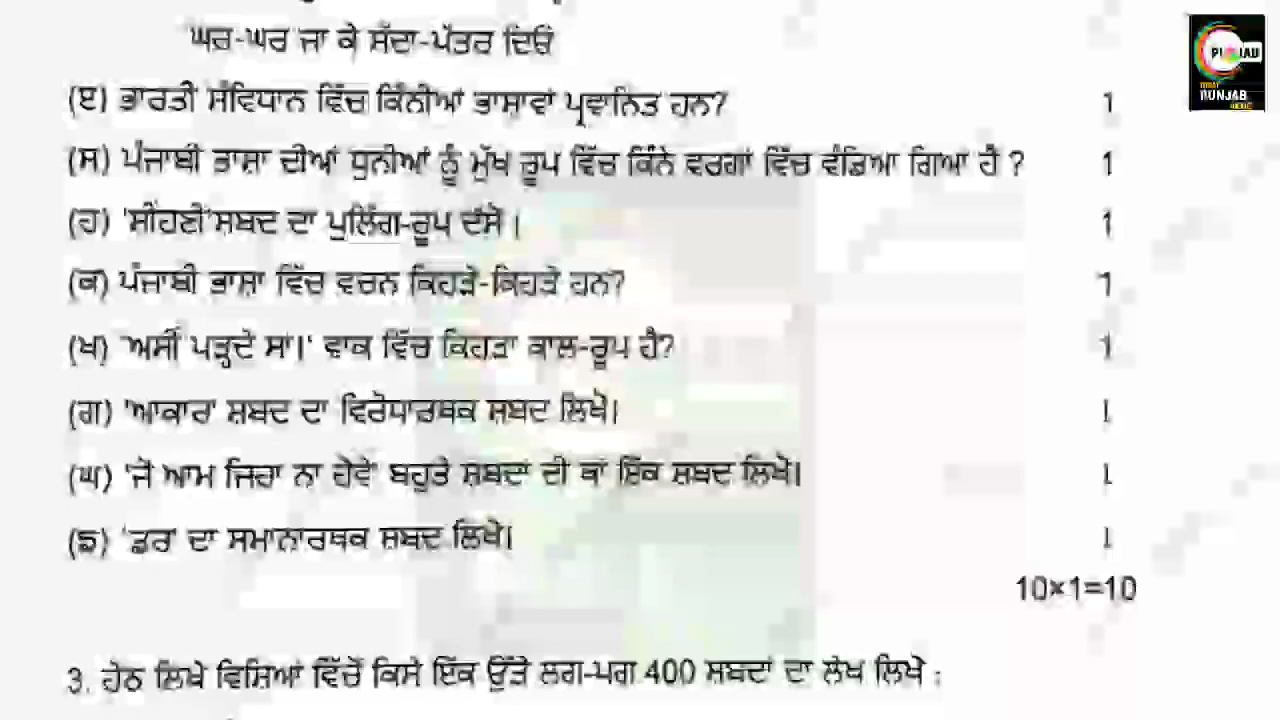 ਘਰ-ਘਰ ਜਾ ਕੇ ਸੱਦਾ-ਪੱਤਰ ਦਿਓ
(ੲ) ਭਾਰਤੀ ਸੰਵਿਧਾਨ ਵਿੱਚ ਕਿੰਨੀਆਂ ਭਾਸ਼ਾਵਾਂ ਪ੍ਰਵਾਨਿਤ ਹਨ? 1
(ਸ) ਪੰਜਾਬੀ ਭਾਸ਼ਾ ਦੀਆਂ ਧੁਨੀਆਂ ਨੂੰ ਮੁੱਖ ਰੂਪ ਵਿੱਚ ਕਿੰਨੇ ਵਰਗਾਂ ਵਿੱਚ ਵੰਡਿਆ ਗਿਆ ਹੈ ? 1
(ਹ) 'ਸ਼ੀਂਹਣੀ' ਸ਼ਬਦ ਦਾ ਪੁਲਿੰਗ-ਰੂਪ ਦੱਸੋ । 1
(ਕ) ਪੰਜਾਬੀ ਭਾਸ਼ਾ ਵਿੱਚ ਵਚਨ ਕਿਹੜੇ-ਕਿਹੜੇ ਹਨ? 1
(ਖ) 'ਅਸੀਂ ਪੜ੍ਹਦੇ ਸਾਂ।' ਵਾਕ ਵਿੱਚ ਕਿਹੜਾ ਕਾਲ-ਰੂਪ ਹੈ? 1
(ਗ) 'ਆਕਾਰ' ਸ਼ਬਦ ਦਾ ਵਿਰੋਧਾਰਥਕ ਸ਼ਬਦ ਲਿਖੋ। 1
(ਘ) 'ਜੋ ਆਮ ਜਿਹਾ ਨਾ ਹੋਵੇ' ਬਹੁਤੇ ਸ਼ਬਦਾਂ ਦੀ ਥਾਂ ਇੱਕ ਸ਼ਬਦ ਲਿਖੋ। 1
(ਙ) 'ਡਰ' ਦਾ ਸਮਾਨਾਰਥਕ ਸ਼ਬਦ ਲਿਖੋ। 1
10×1=10
3. ਹੇਠ ਲਿਖੇ ਵਿਸ਼ਿਆਂ ਵਿੱਚੋਂ ਕਿਸੇ ਇੱਕ ਉੱਤੇ ਲਗ-ਪਗ 400 ਸ਼ਬਦਾਂ ਦਾ ਲੇਖ ਲਿਖੋ :